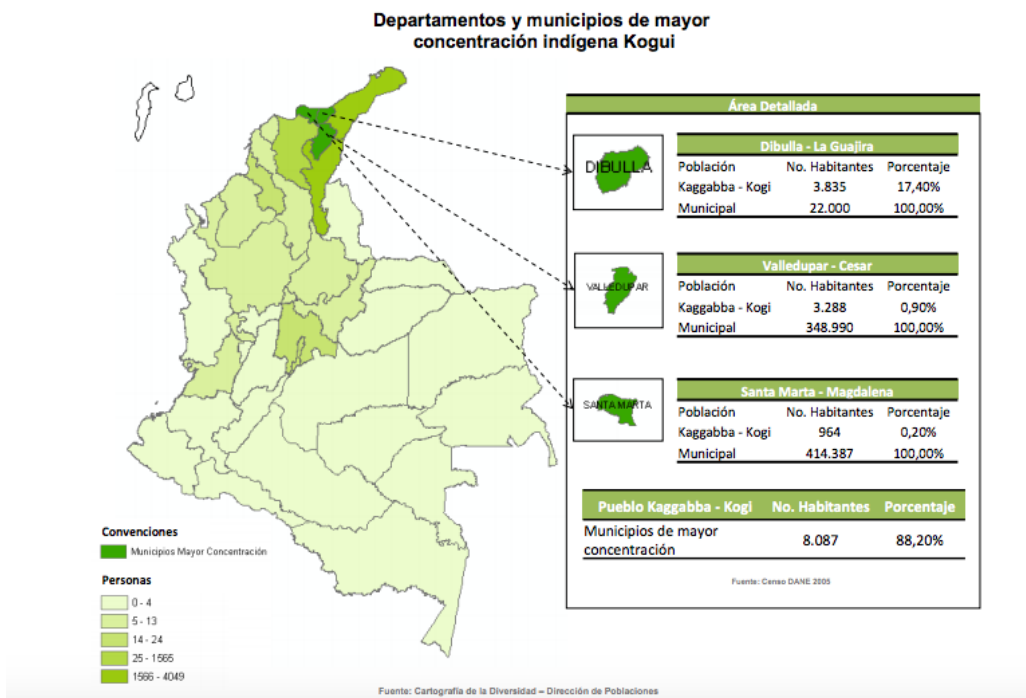 Departamentos y municipios de mayor
concentración indígena Kogui
Área Detallada
DIBULLA
Dibulla - La Guajira
Población No. Habitantes Porcentaje
Kaggabba - Kogi 3.835 17,40%
Municipal 22.000 100,00%
VALLEDUPAR
Valledupar - Cesar
Población No. Habitantes Porcentaje
Kaggabba - Kogi 3.288 0,90%
Municipal 348.990 100,00%
SANTA MARTA
Santa Marta - Magdalena
Población No. Habitantes Porcentaje
Kaggabba - Kogi 964 0,20%
Municipal 414.387 100,00%
Pueblo Kaggabba - Kogi No. Habitantes Porcentaje
Municipios de mayor
concentración 8.087 88,20%
Fuente: Censo DANE 2005
Convenciones
Municipios Mayor Concentración
Personas
0 - 4
5 - 13
14 - 24
25 - 1565
1566 - 4049
Fuente: Cartografía de la Diversidad – Dirección de Poblaciones